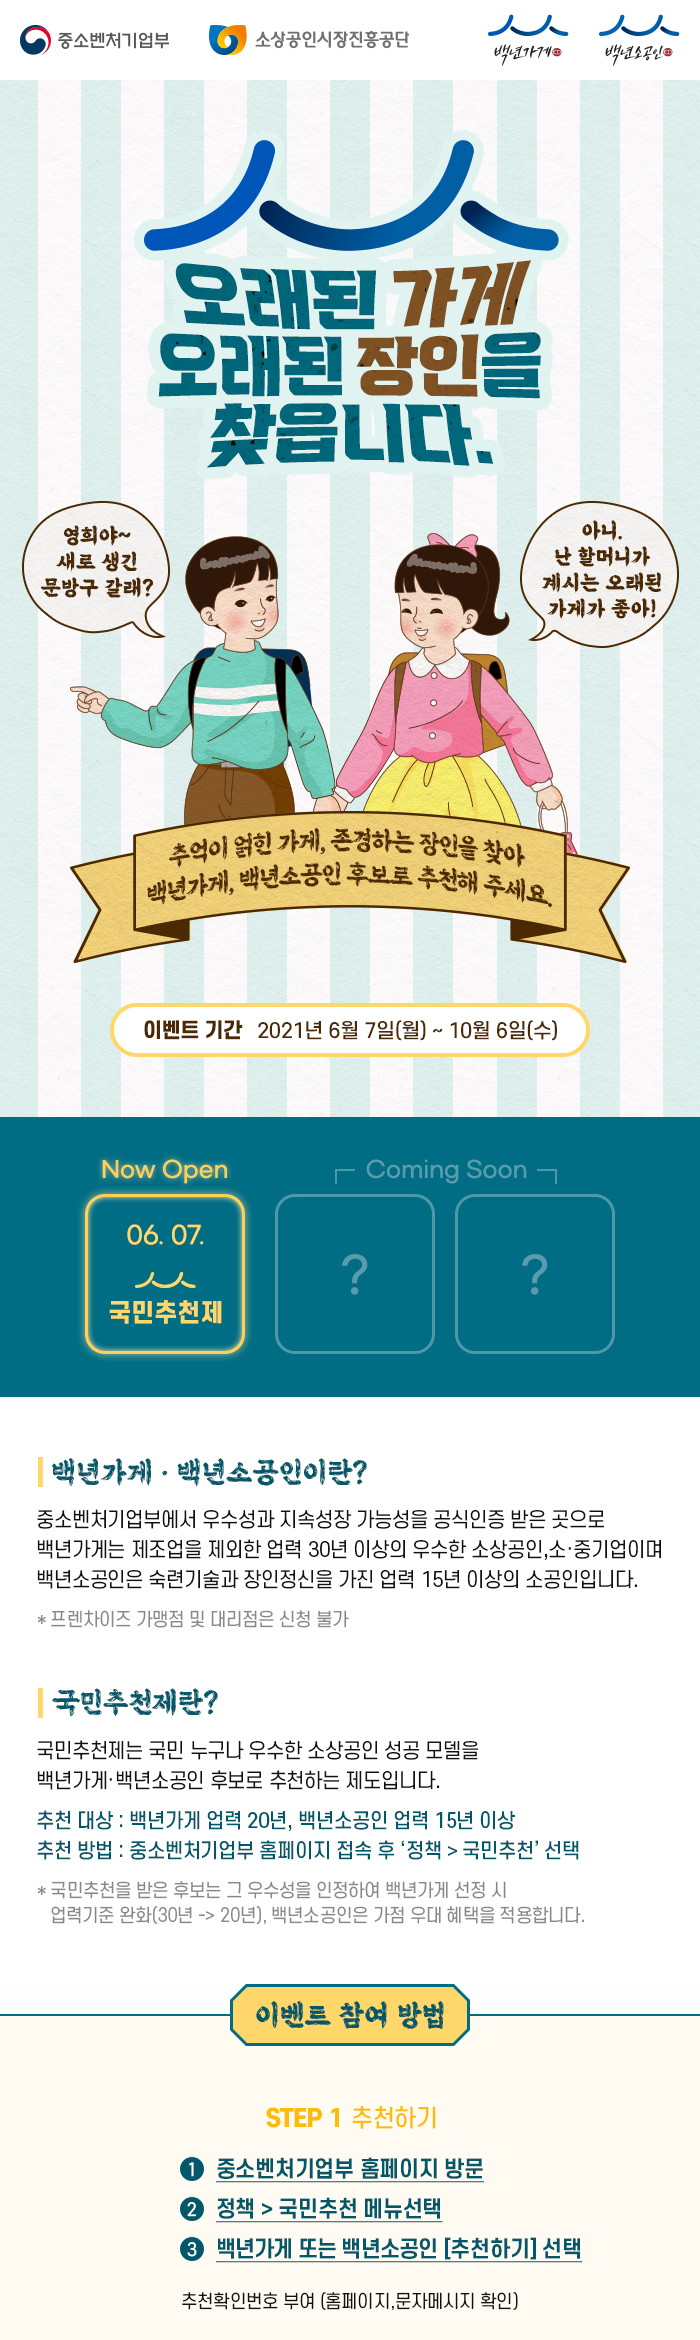 중소벤처기업부
소상공인시장진흥공단
백년가게
백년소공인
오래된 가게
오래된 장인을
찾읍니다.
영희야~
새로 생긴
문방구 갈래?
아니.
난 할머니가
계시는 오래된
가게가 좋아!
추억이 얽힌 가게, 존경하는 장인을 찾아
백년가게, 백년소공인 후보로 추천해 주세요.
이벤트 기간 2021년 6월 7일(월) ~ 10월 6일(수)
Now Open
Coming Soon
06. 07.
국민추천제
?
?
백년가게 · 백년소공인이란?
중소벤처기업부에서 우수성과 지속성장 가능성을 공식인증 받은 곳으로
백년가게는 제조업을 제외한 업력 30년 이상의 우수한 소상공인,소·중기업이며
백년소공인은 숙련기술과 장인정신을 가진 업력 15년 이상의 소공인입니다.
* 프렌차이즈 가맹점 및 대리점은 신청 불가
국민추천제란?
국민추천제는 국민 누구나 우수한 소상공인 성공 모델을
백년가게·백년소공인 후보로 추천하는 제도입니다.
추천 대상 : 백년가게 업력 20년, 백년소공인 업력 15년 이상
추천 방법 : 중소벤처기업부 홈페이지 접속 후 ‘정책 > 국민추천’ 선택
* 국민추천을 받은 후보는 그 우수성을 인정하여 백년가게 선정 시
업력기준 완화(30년 -> 20년), 백년소공인은 가점 우대 혜택을 적용합니다.
이벤트 참여 방법
STEP 1 추천하기
1 중소벤처기업부 홈페이지 방문
2 정책 > 국민추천 메뉴선택
3 백년가게 또는 백년소공인 [추천하기] 선택
추천확인번호 부여 (홈페이지,문자메시지 확인)